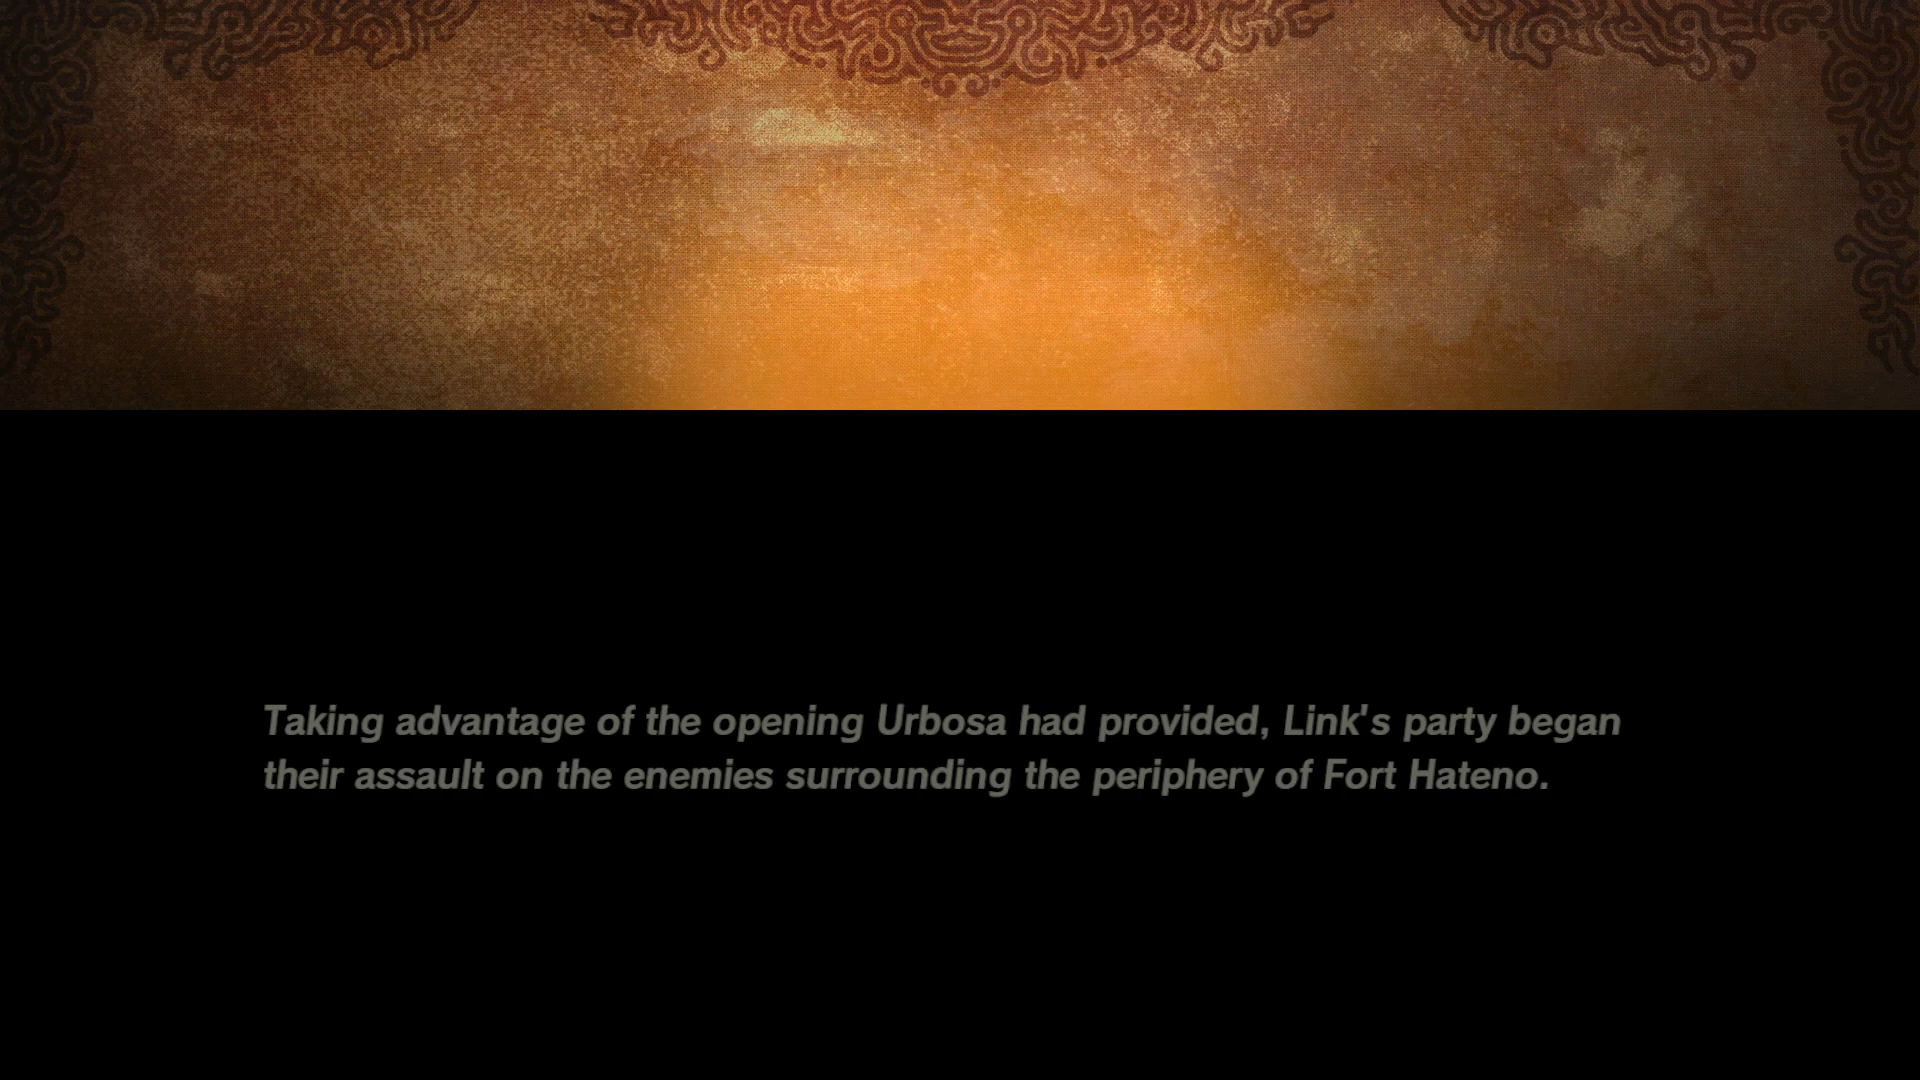 Taking advantage of the opening Urbosa had provided, Link's party began
their assault on the enemies surrounding the periphery of Fort Hateno.